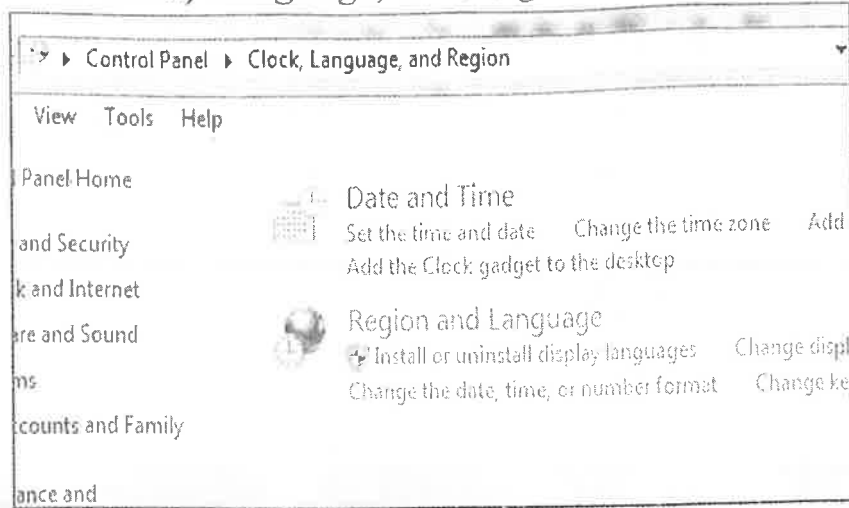 Control Panel ▸ Clock, Language, and Region
View Tools Help
Panel Home
and Security
k and Internet
are and Sound
ms
ccounts and Family
ance and
Date and Time
Set the time and date Change the time zone Add
Add the Clock gadget to the desktop
Region and Language
Install or uninstall display languages Change displ
Change the date, time, or number format Change ke